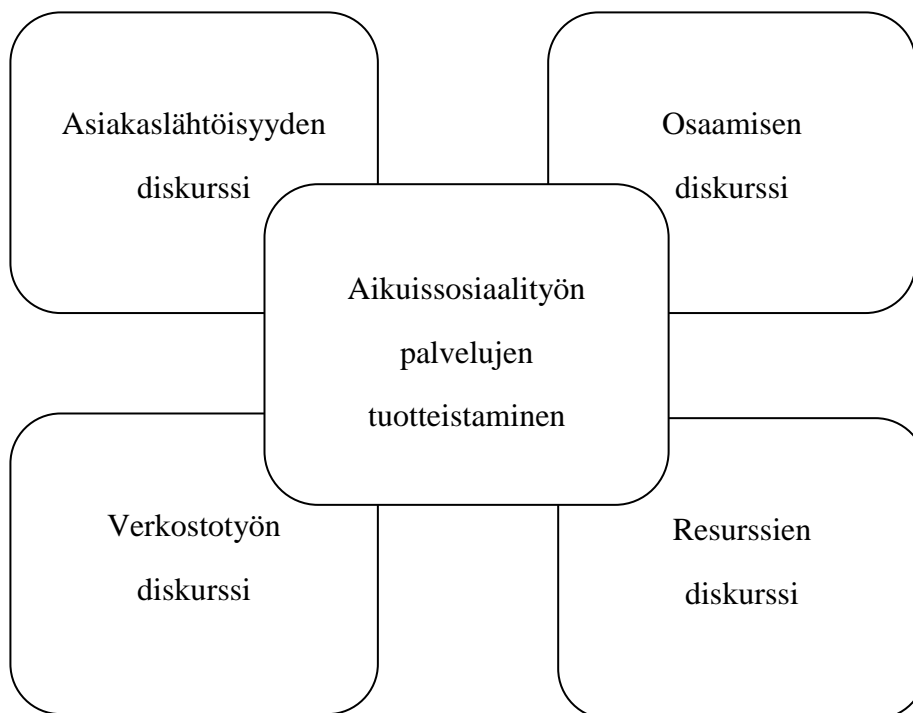 Asiakaslähtöisyyden
diskurssi
Osaamisen
diskurssi
Aikuissosiaalityön
palvelujen
tuotteistaminen
Verkostotyön
diskurssi
Resurssien
diskurssi